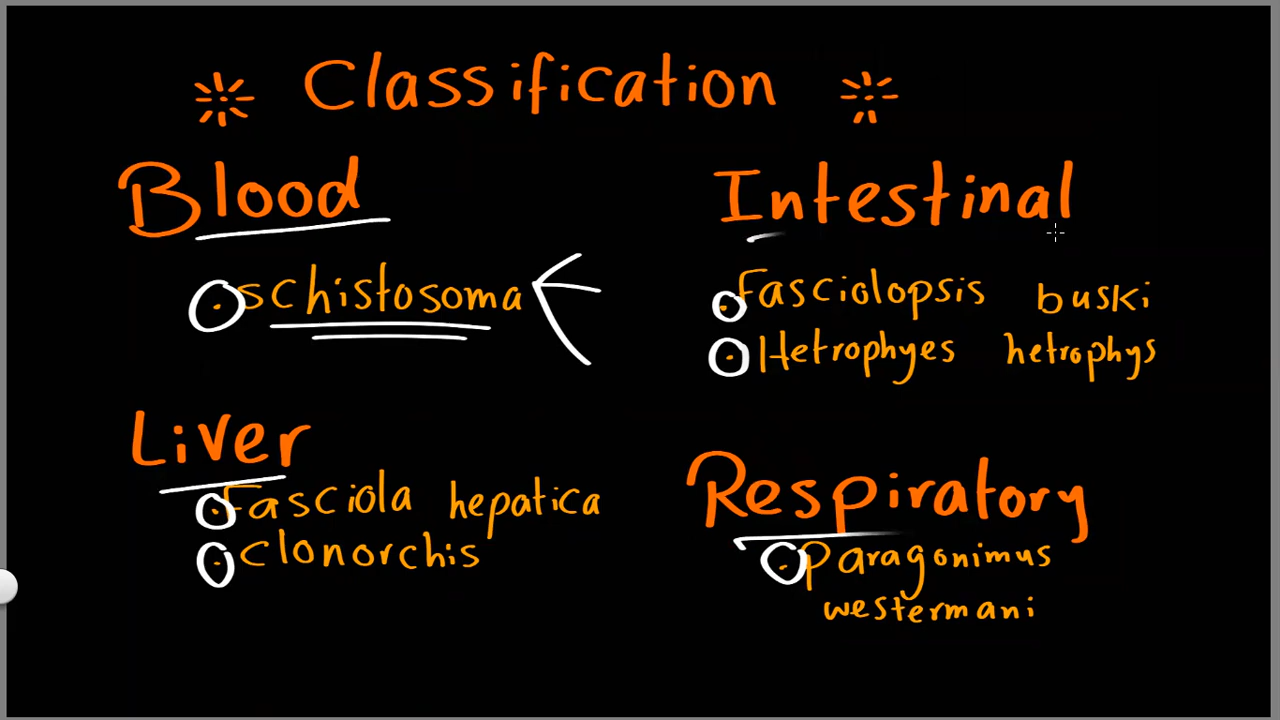 Classification
Blood
schistosoma
Liver
Fasciola hepatica
clonorchis
Intestinal
Fasciolopsis buski
Hetrophyes hetrophys
Respiratory
paragonimus
westermani